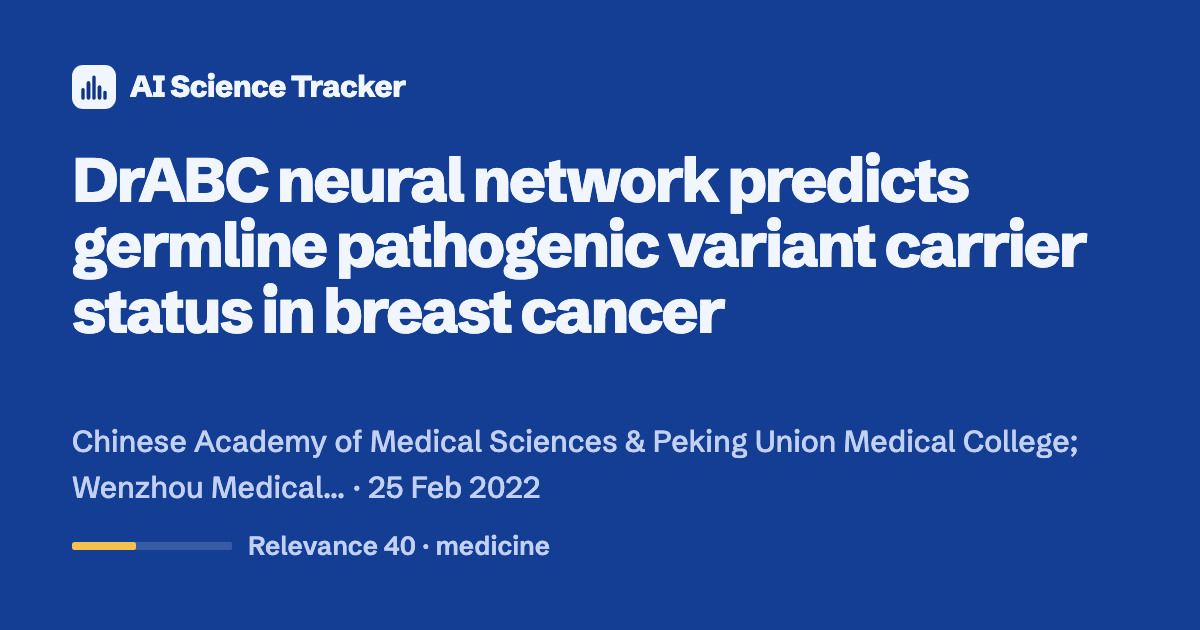 AI Science Tracker
DrABC neural network predicts
germline pathogenic variant carrier
status in breast cancer
Chinese Academy of Medical Sciences & Peking Union Medical College;
Wenzhou Medical... · 25 Feb 2022
Relevance 40 · medicine